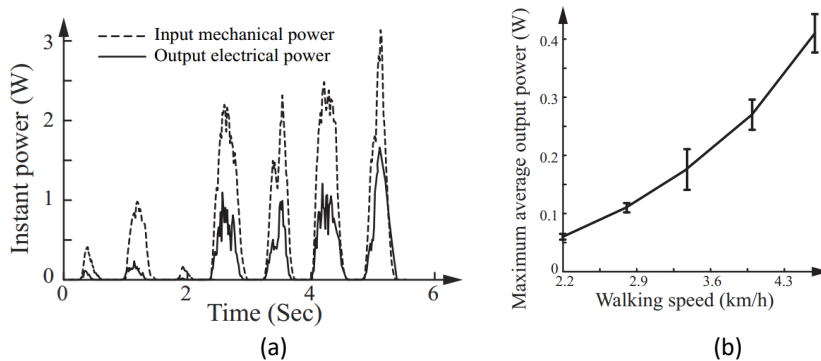 Input mechanical power
Output electrical power
Instant power (W)
3
2
1
0
0
2
4
6
Time (Sec)
(a)
Maximum average output power (W)
0.4
0.3
0.2
0.1
0
2.2
2.9
3.6
4.3
Walking speed (km/h)
(b)